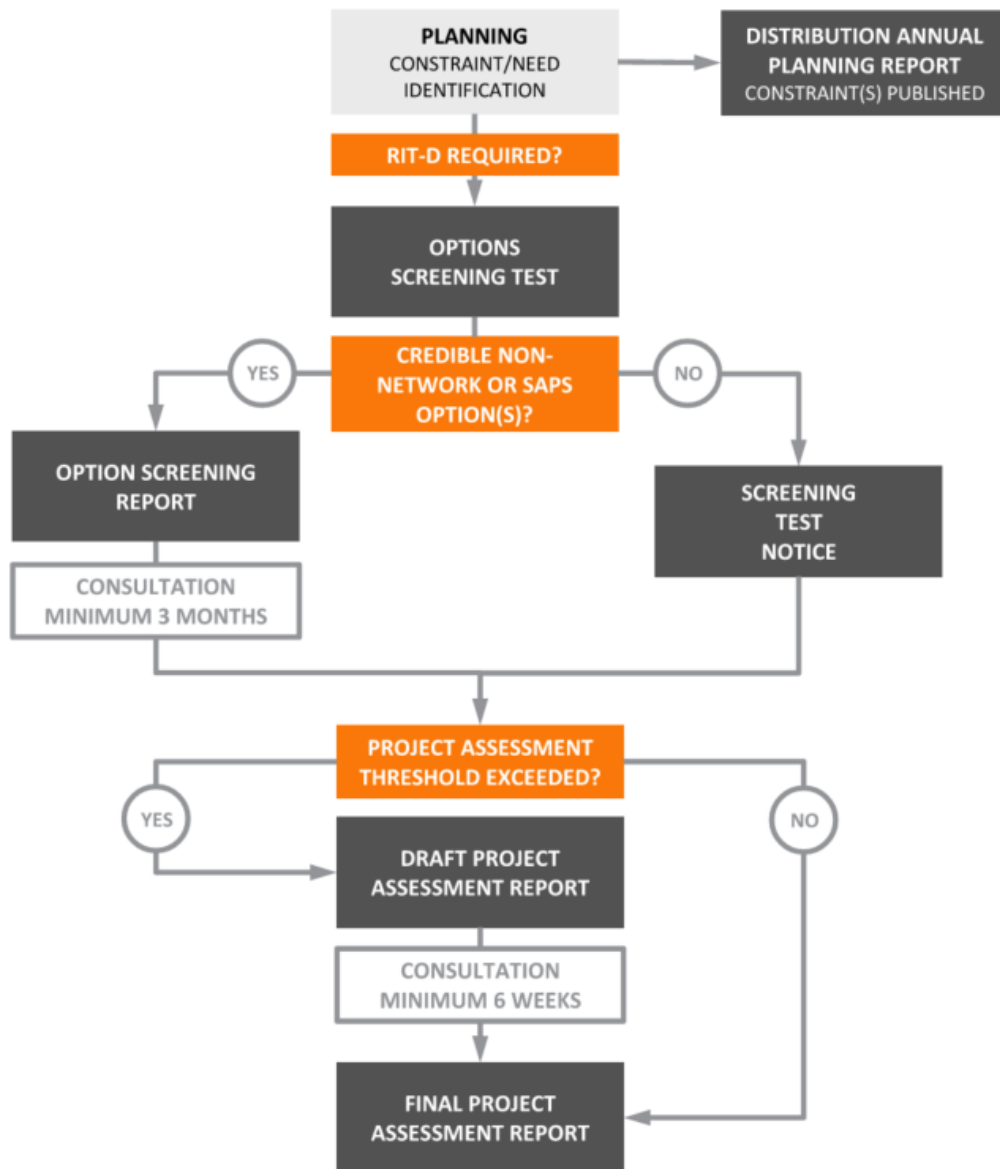 PLANNING
CONSTRAINT/NEED
IDENTIFICATION
DISTRIBUTION ANNUAL
PLANNING REPORT
CONSTRAINT(S) PUBLISHED
RIT-D REQUIRED?
OPTIONS
SCREENING TEST
YES
CREDIBLE NON-
NETWORK OR SAPS
OPTION(S)?
NO
OPTION SCREENING
REPORT
SCREENING
TEST
NOTICE
CONSULTATION
MINIMUM 3 MONTHS
PROJECT ASSESSMENT
THRESHOLD EXCEEDED?
YES
NO
DRAFT PROJECT
ASSESSMENT REPORT
CONSULTATION
MINIMUM 6 WEEKS
FINAL PROJECT
ASSESSMENT REPORT